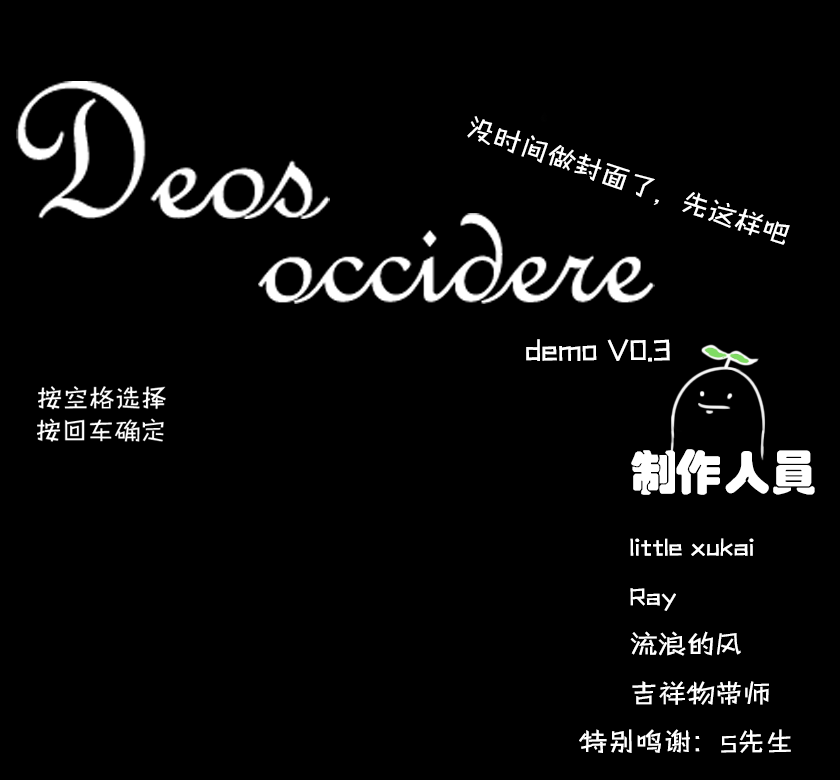 Deos
occidere
没时间做封面了，先这样吧
demo V0.3
按空格选择
按回车确定
制作人員
little xukai
Ray
流浪的风
吉祥物带师
特别鸣谢：S先生